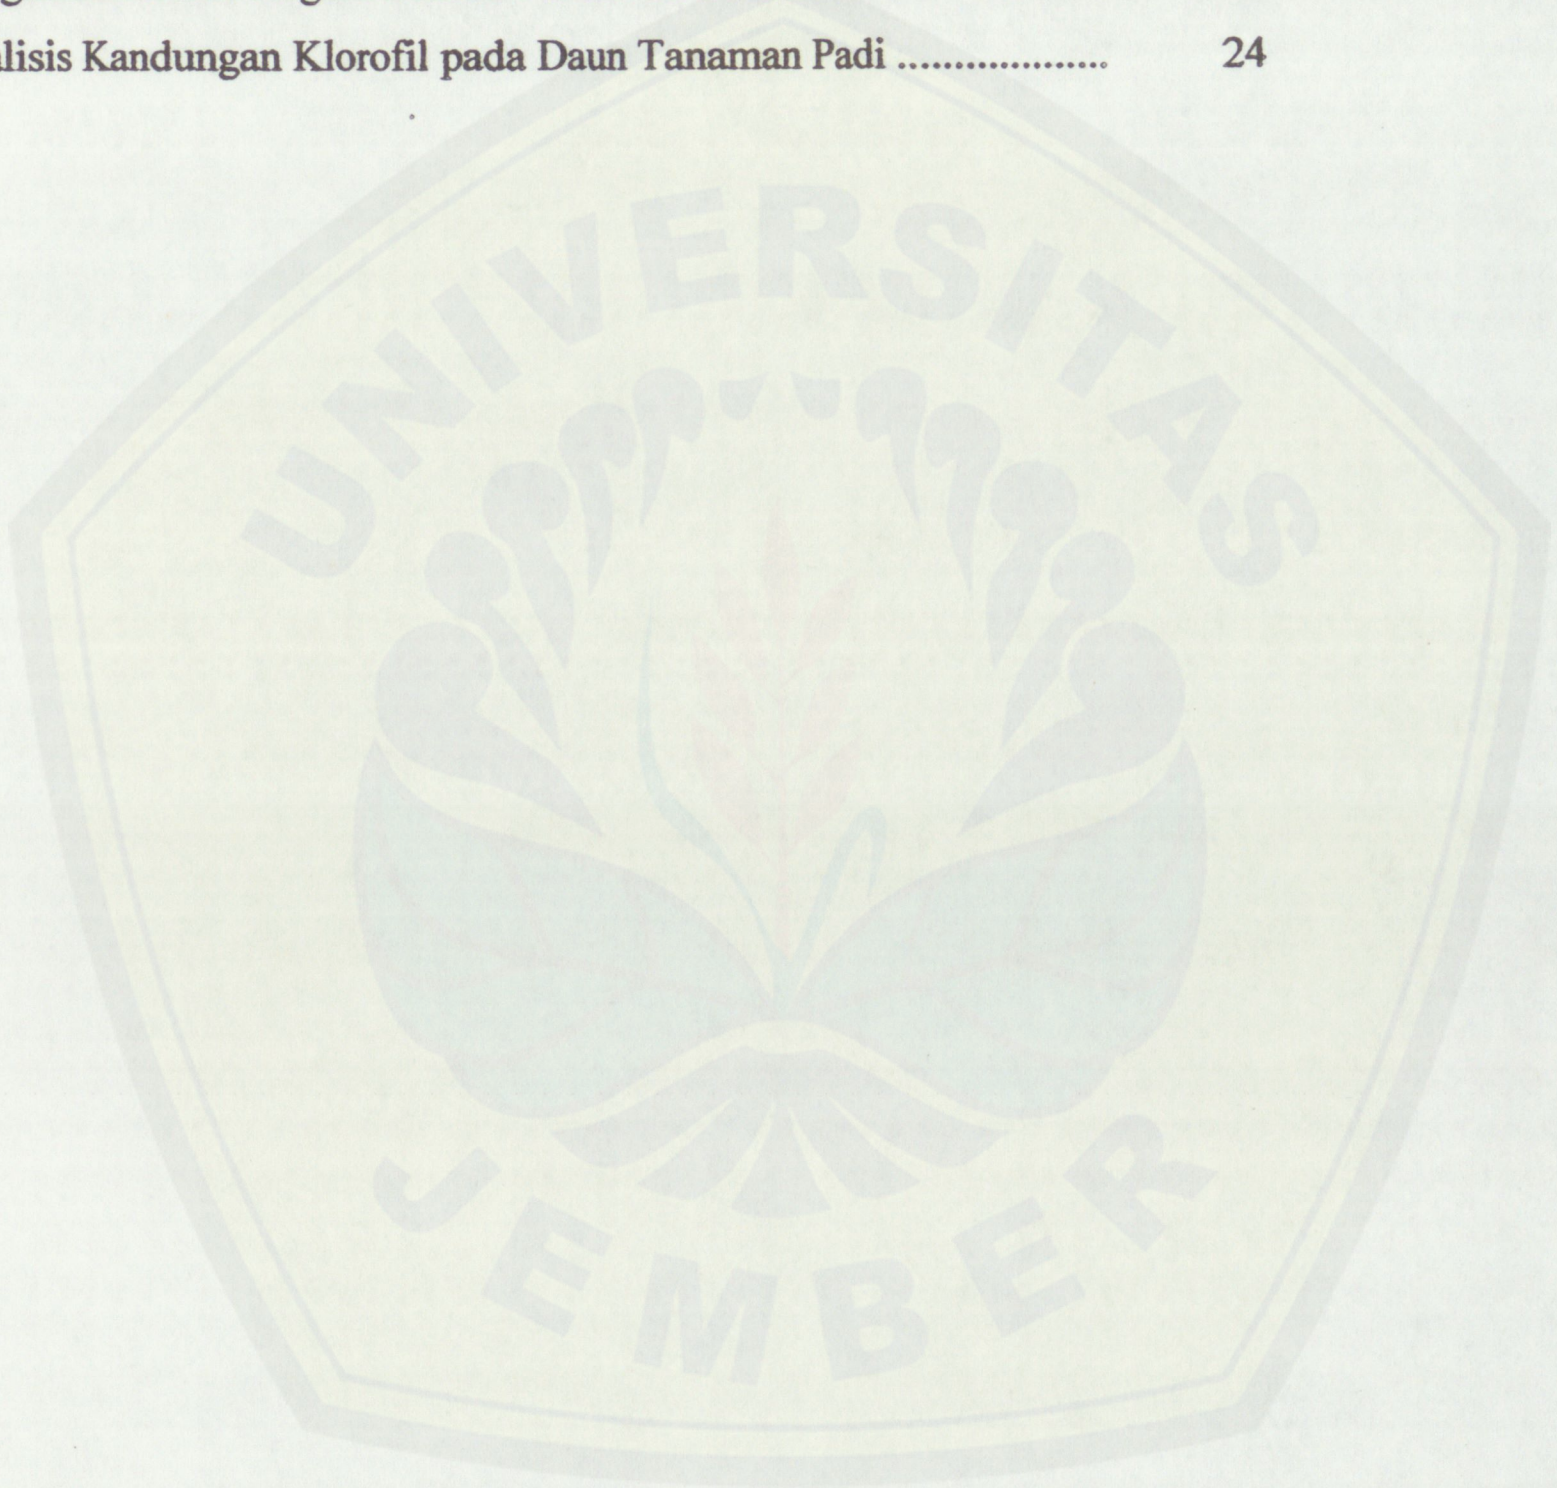 lisis Kandungan Klorofil pada Daun Tanaman Padi ................... 24
UNIVERSITAS
JEMBER